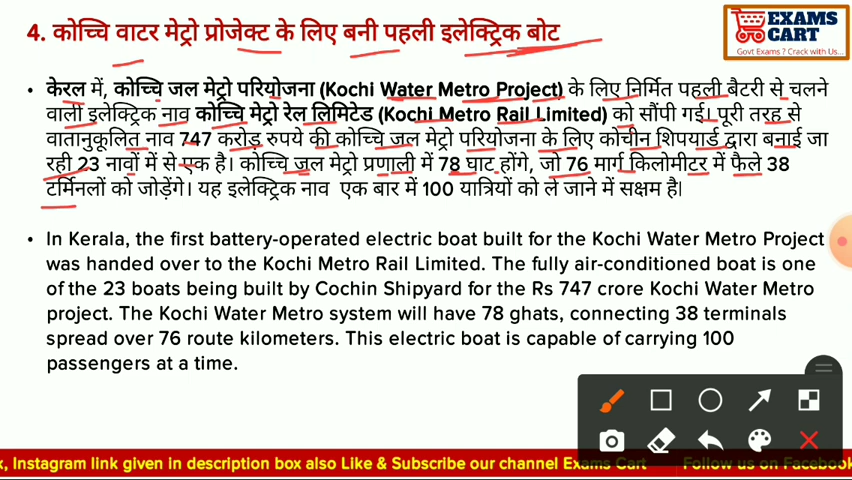 4. कोच्चि वाटर मेट्रो प्रोजेक्ट के लिए बनी पहली इलेक्ट्रिक बोट
EXAMS
CART
Govt Exams ? Crack with Us...
• केरल में, कोच्चि जल मेट्रो परियोजना (Kochi Water Metro Project) के लिए निर्मित पहली बैटरी से चलने
वाली इलेक्ट्रिक नाव कोच्चि मेट्रो रेल लिमिटेड (Kochi Metro Rail Limited) को सौंपी गई। पूरी तरह से
वातानुकूलित नाव 747 करोड़ रुपये की कोच्चि जल मेट्रो परियोजना के लिए कोचीन शिपयार्ड द्वारा बनाई जा
रही 23 नावों में से एक है। कोच्चि जल मेट्रो प्रणाली में 78 घाट होंगे, जो 76 मार्ग किलोमीटर में फैले 38
टर्मिनलों को जोड़ेंगे। यह इलेक्ट्रिक नाव एक बार में 100 यात्रियों को ले जाने में सक्षम है।
• In Kerala, the first battery-operated electric boat built for the Kochi Water Metro Project
was handed over to the Kochi Metro Rail Limited. The fully air-conditioned boat is one
of the 23 boats being built by Cochin Shipyard for the Rs 747 crore Kochi Water Metro
project. The Kochi Water Metro system will have 78 ghats, connecting 38 terminals
spread over 76 route kilometers. This electric boat is capable of carrying 100
passengers at a time.
, Instagram link given in description box also Like & Subscribe our channel Exams Cart Follow us on Facebook